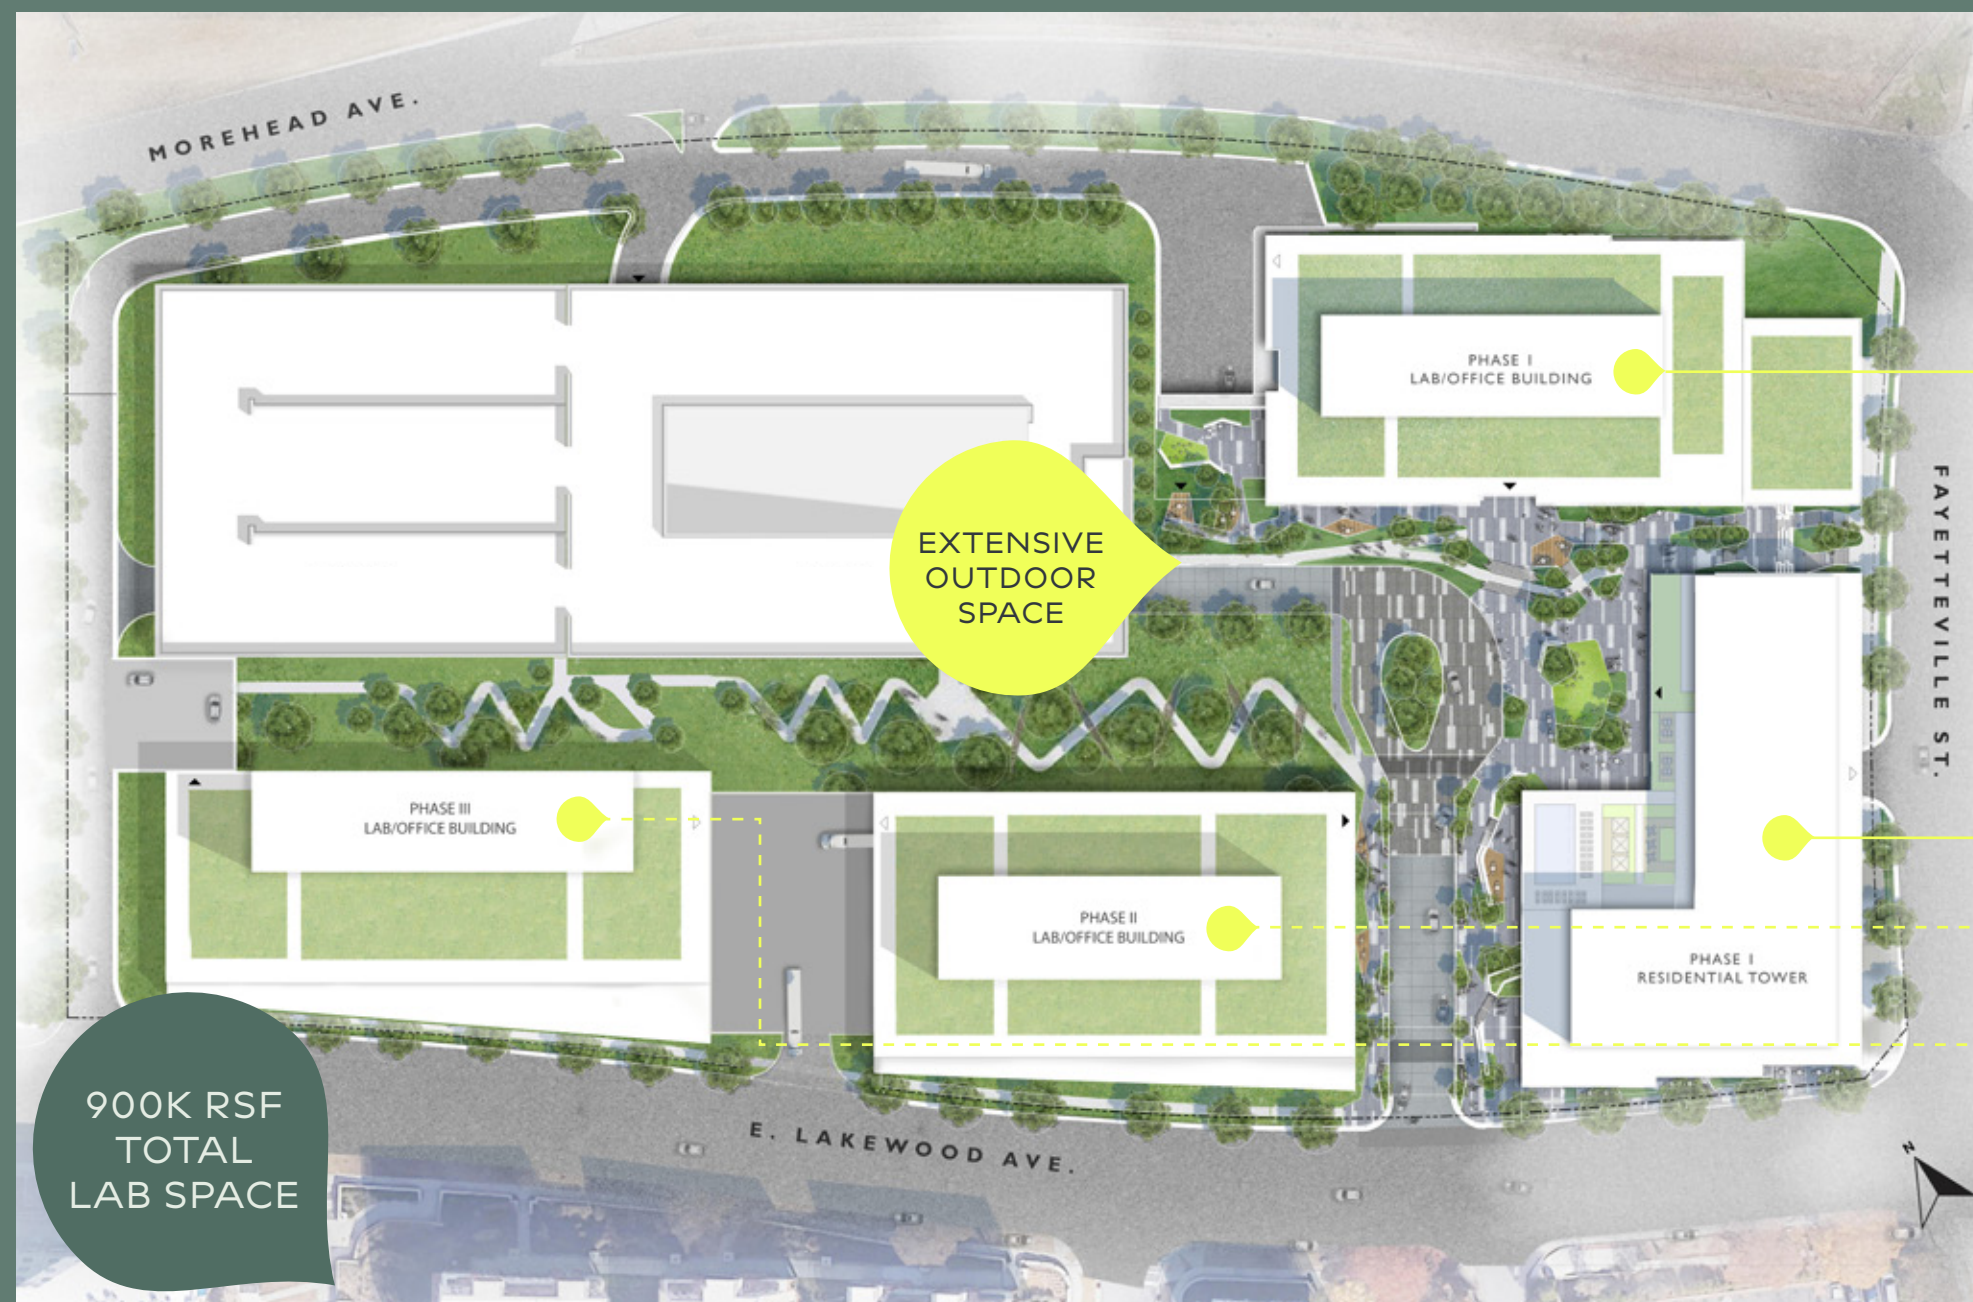 MOREHEAD AVE.
PHASE I
LAB/OFFICE BUILDING
FAYETTEVILLE ST.
EXTENSIVE
OUTDOOR
SPACE
PHASE III
LAB/OFFICE BUILDING
PHASE II
LAB/OFFICE BUILDING
PHASE I
RESIDENTIAL TOWER
900K RSF
TOTAL
LAB SPACE
E. LAKEWOOD AVE.
N